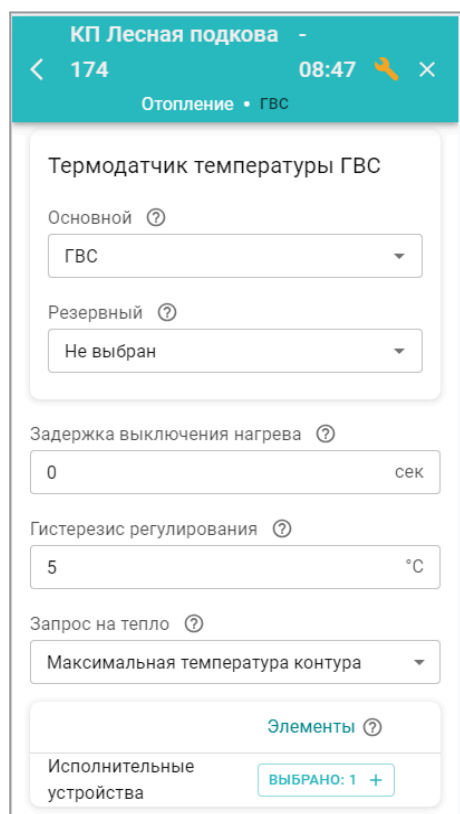 КП Лесная подкова -
174 08:47
Отопление • ГВС
Термодатчик температуры ГВС
Основной
ГВС
Резервный
Не выбран
Задержка выключения нагрева
0 сек
Гистерезис регулирования
5 °C
Запрос на тепло
Максимальная температура контура
Элементы
Исполнительные
устройства
ВЫБРАНО: 1 +